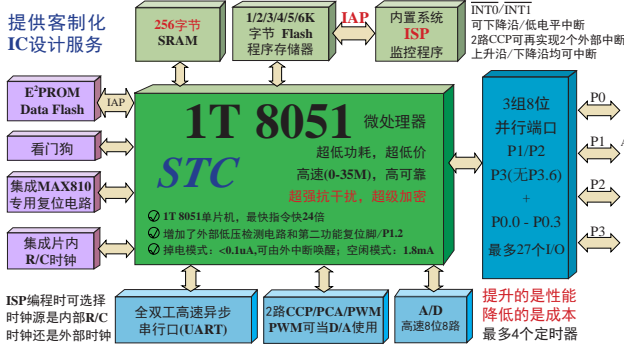 提供客制化
IC设计服务
256字节
SRAM
1/2/3/4/5/6K
字节 Flash
程序存储器
IAP
内置系统
ISP
监控程序
INT0/INT1
可下降沿/低电平中断
2路CCP可再实现2个外部中断
上升沿/下降沿均可中断
E²PROM
Data Flash
IAP
看门狗
集成MAX810
专用复位电路
集成片内
R/C时钟
1T 8051 微处理器
STC
超低功耗，超低价
高速(0-35M)，高可靠
超强抗干扰，超级加密
1T 8051单片机，最快指令快24倍
增加了外部低压检测电路和第二功能复位脚/P1.2
掉电模式：<0.1uA,可由外中断唤醒；空闲模式：1.8mA
3组8位
并行端口
P1/P2
P3(无P3.6)
+
P0.0 - P0.3
最多27个I/O
P0
P1
P2
P3
ISP编程时可选择
时钟源是内部R/C
时钟还是外部时钟
全双工高速异步
串行口(UART)
2路CCP/PCA/PWM
PWM可当D/A使用
A/D
高速8位8路
提升的是性能
降低的是成本
最多4个定时器